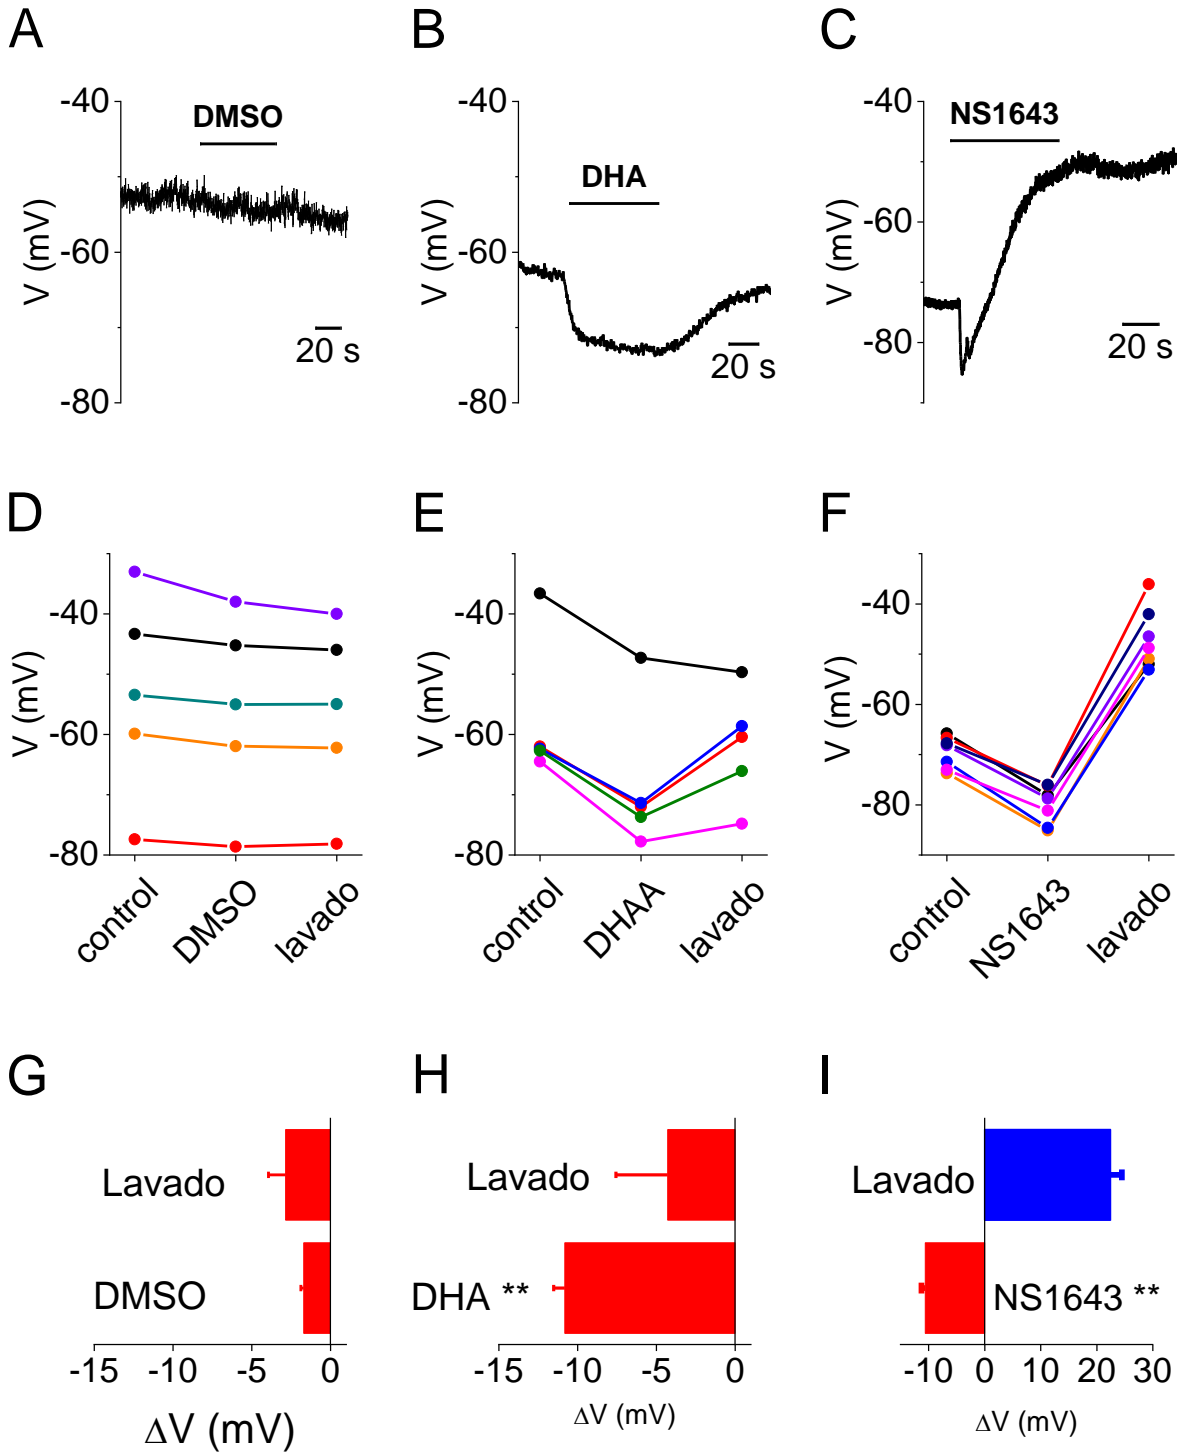 A
B
C
-40
-60
-80
V (mV)
DMSO
20 s
-40
-60
-80
V (mV)
DHA
20 s
-40
-60
-80
V (mV)
NS1643
20 s
D
E
F
-40
-60
-80
V (mV)
control
DMSO
lavado
-40
-60
-80
V (mV)
control
DHAA
lavado
-40
-60
-80
V (mV)
control
NS1643
lavado
G
H
I
Lavado
DMSO
-15
-10
-5
0
ΔV (mV)
Lavado
DHA **
-15
-10
-5
0
ΔV (mV)
Lavado
NS1643 **
-10
0
10
20
30
ΔV (mV)